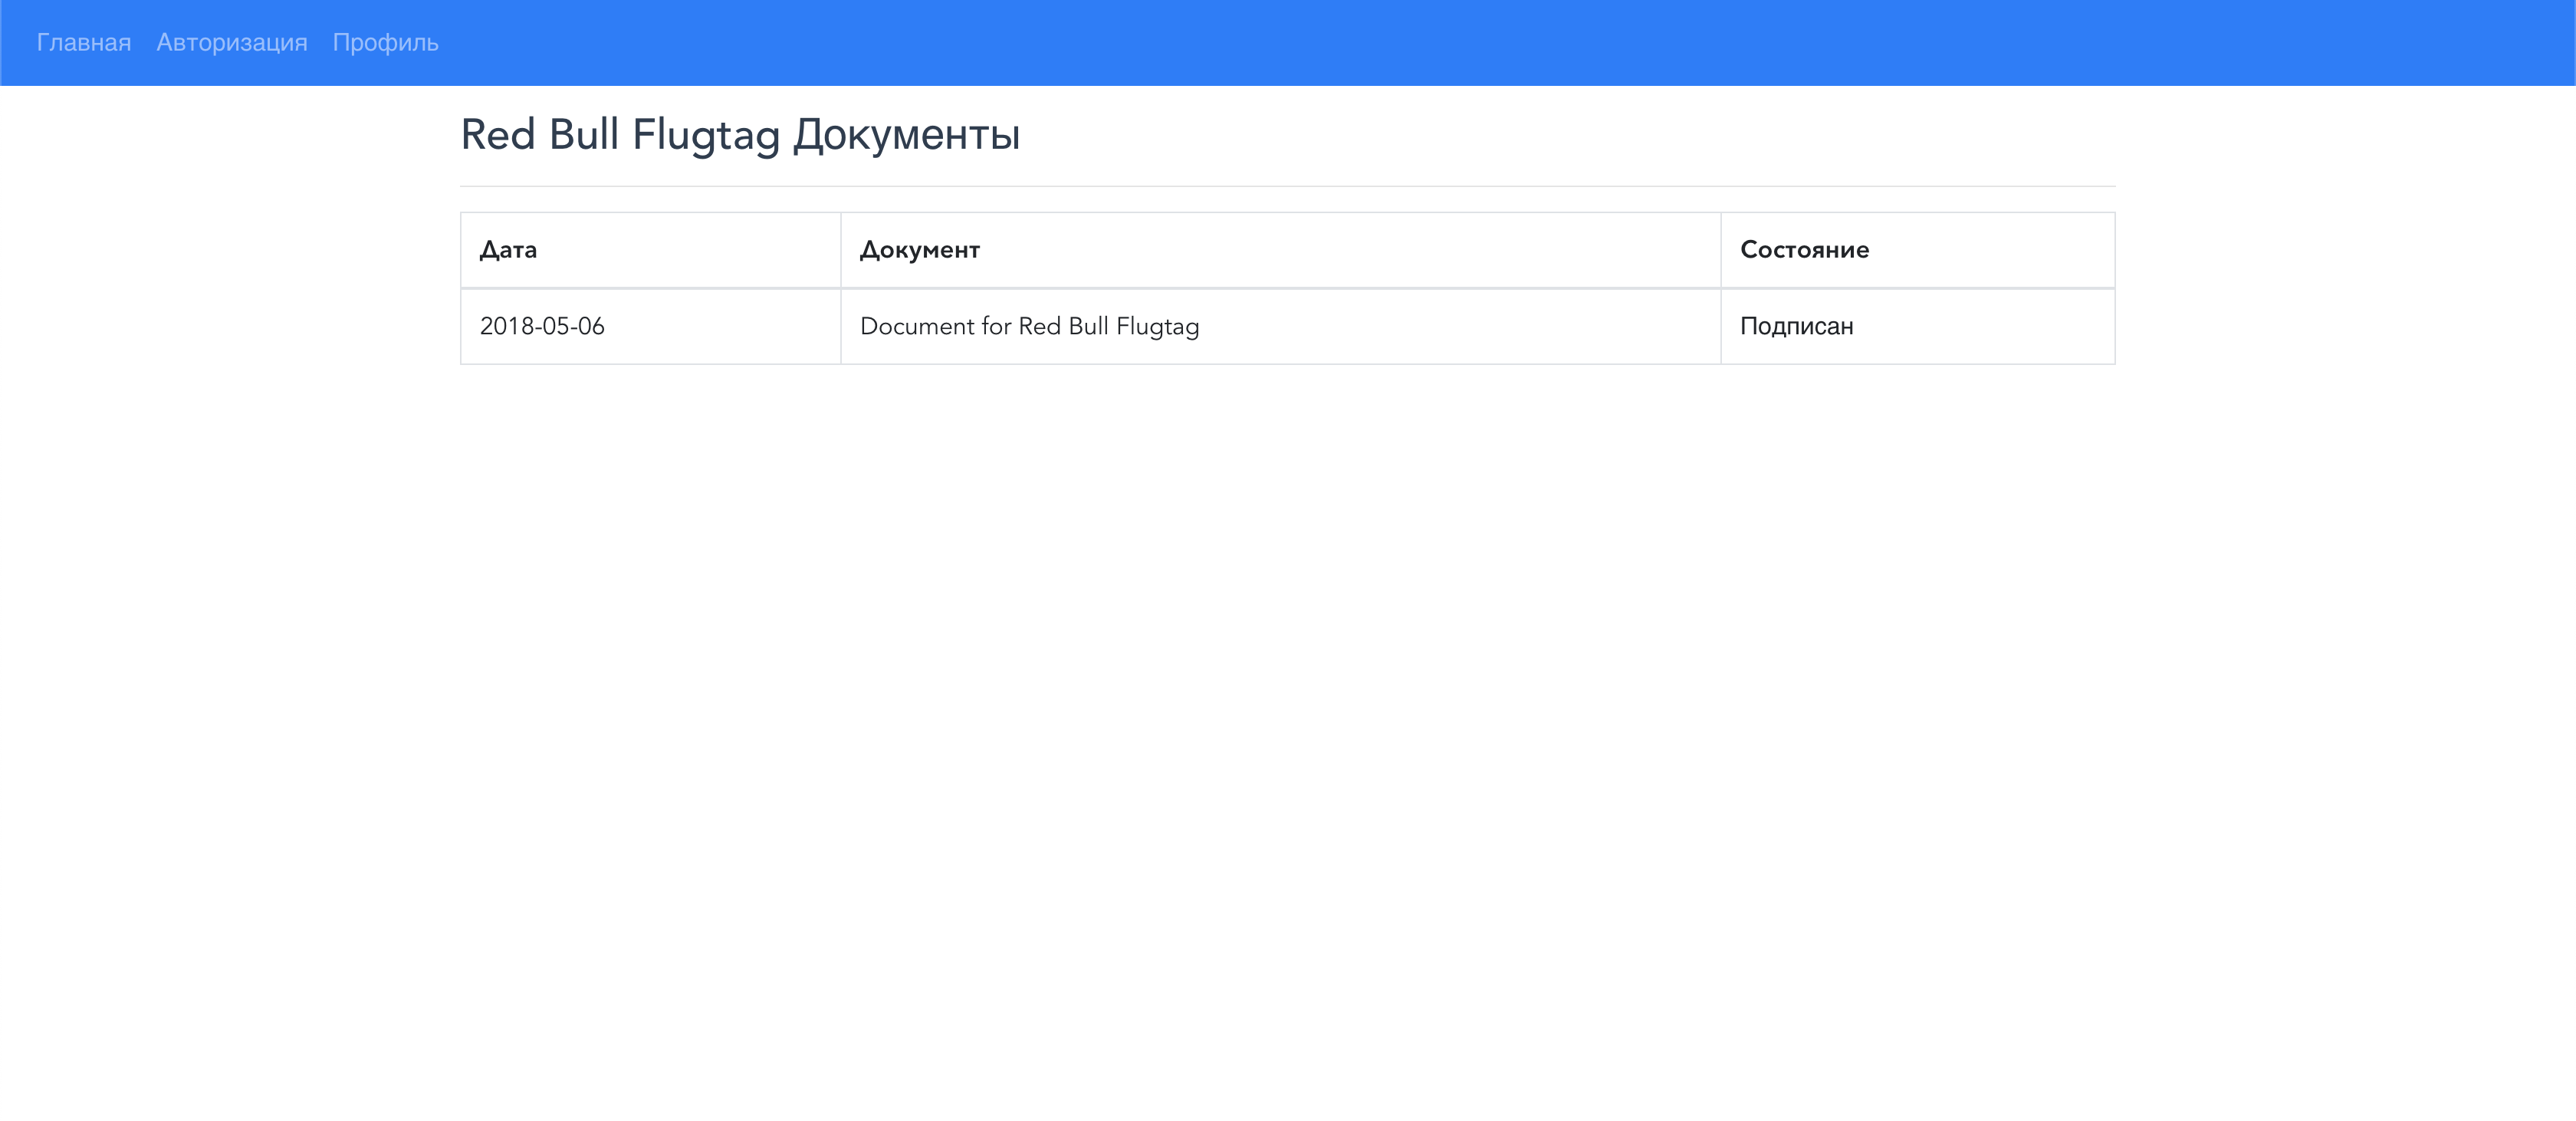 Главная Авторизация Профиль
Red Bull Flugtag Документы
Дата Документ Состояние
2018-05-06 Document for Red Bull Flugtag Подписан